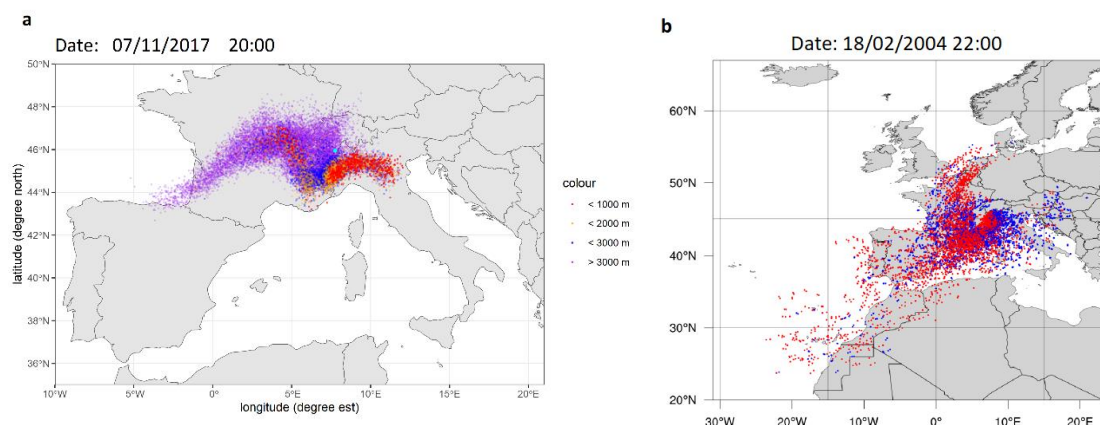 a
Date: 07/11/2017 20:00
50°N
48°N
46°N
44°N
42°N
40°N
38°N
36°N
10°W
5°W
0°
5°E
10°E
15°E
20°E
longitude (degree est)
latitude (degree north)
colour
< 1000 m
< 2000 m
< 3000 m
> 3000 m
b
Date: 18/02/2004 22:00
60°N
50°N
40°N
30°N
20°N
30°W
20°W
10°W
0°
10°E
20°E